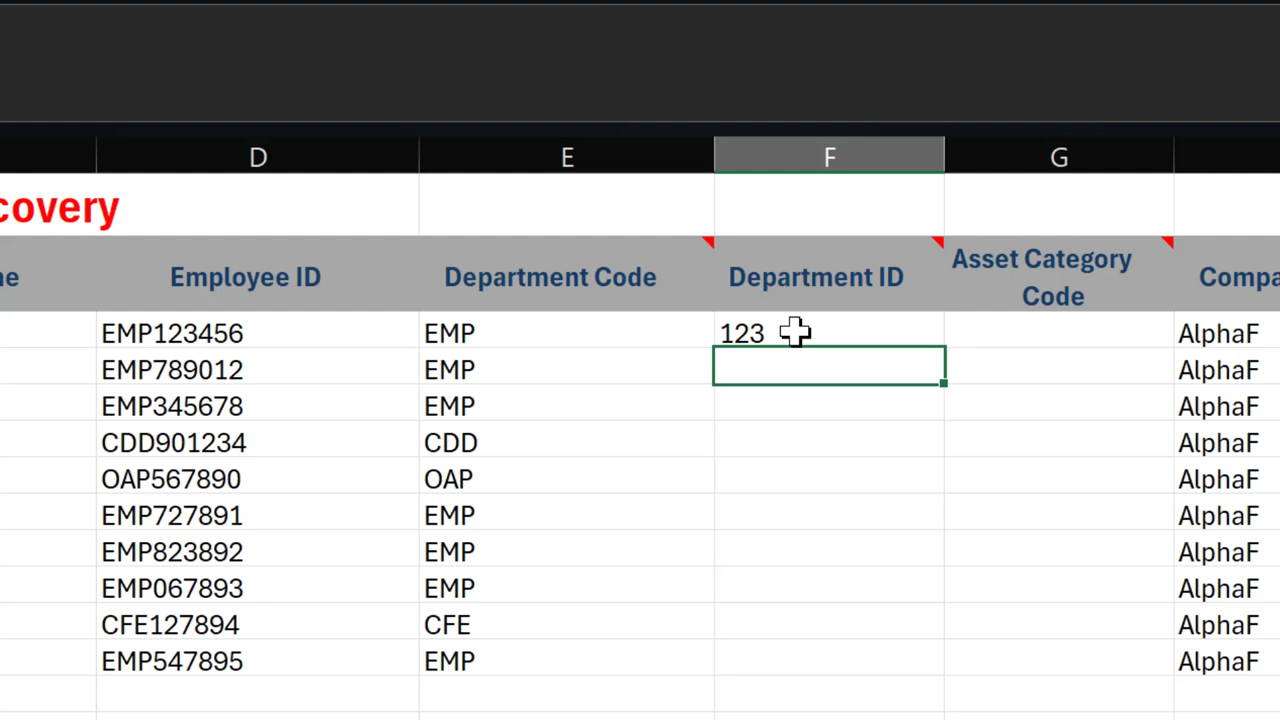 D E F G
covery
ne Employee ID Department Code Department ID Asset Category Code Compa
EMP123456 EMP 123 AlphaF
EMP789012 EMP AlphaF
EMP345678 EMP AlphaF
CDD901234 CDD AlphaF
OAP567890 OAP AlphaF
EMP727891 EMP AlphaF
EMP823892 EMP AlphaF
EMP067893 EMP AlphaF
CFE127894 CFE AlphaF
EMP547895 EMP AlphaF